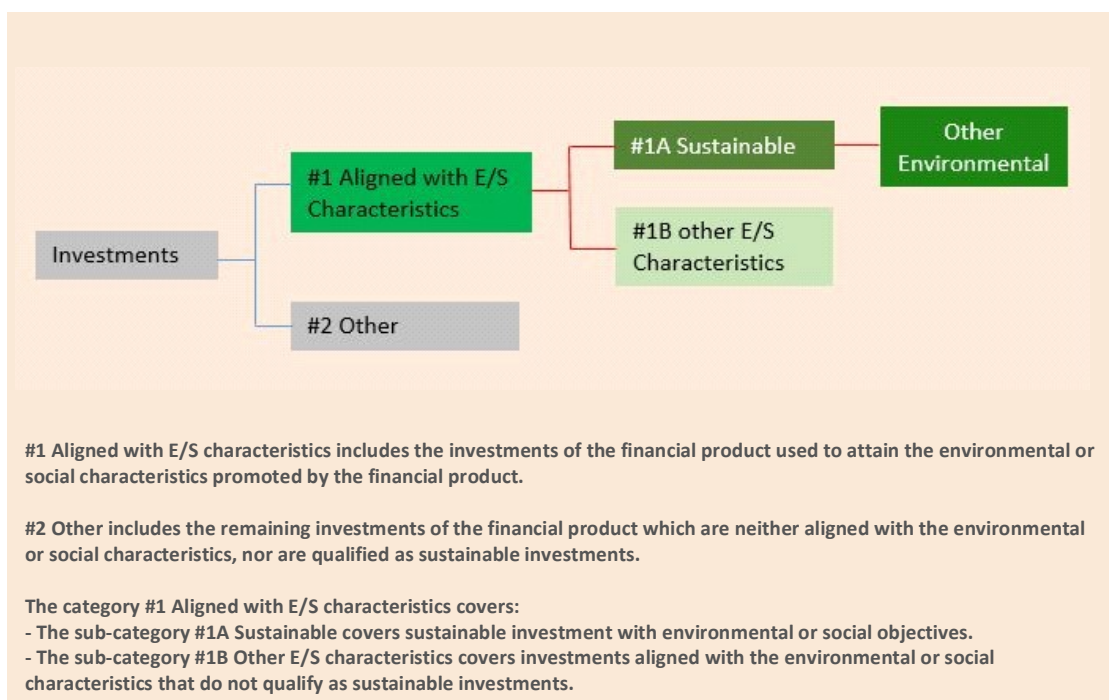 Investments
#1 Aligned with E/S
Characteristics
#2 Other
#1A Sustainable
#1B other E/S
Characteristics
Other
Environmental
#1 Aligned with E/S characteristics includes the investments of the financial product used to attain the environmental or
social characteristics promoted by the financial product.
#2 Other includes the remaining investments of the financial product which are neither aligned with the environmental
or social characteristics, nor are qualified as sustainable investments.
The category #1 Aligned with E/S characteristics covers:
- The sub-category #1A Sustainable covers sustainable investment with environmental or social objectives.
- The sub-category #1B Other E/S characteristics covers investments aligned with the environmental or social
characteristics that do not qualify as sustainable investments.